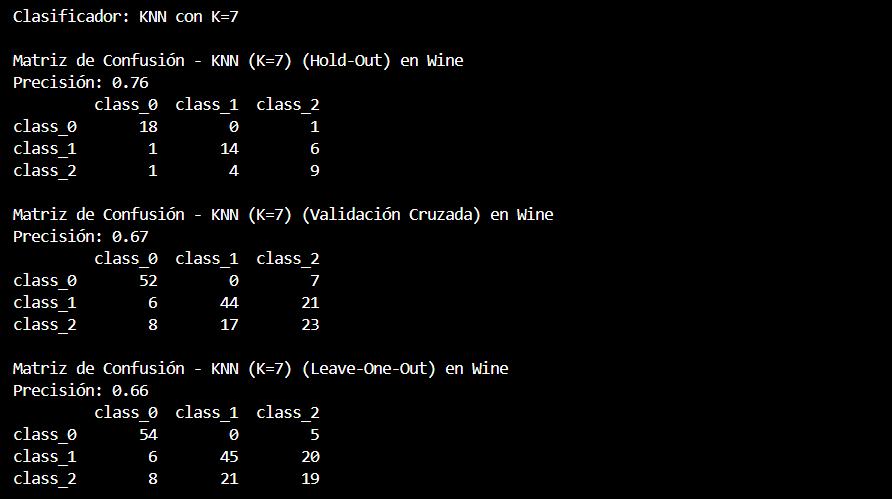 Clasificador: KNN con K=7
Matriz de Confusión - KNN (K=7) (Hold-Out) en Wine
Precisión: 0.76
class_0 class_1 class_2
class_0 18 0 1
class_1 1 14 6
class_2 1 4 9
Matriz de Confusión - KNN (K=7) (Validación Cruzada) en Wine
Precisión: 0.67
class_0 class_1 class_2
class_0 52 0 7
class_1 6 44 21
class_2 8 17 23
Matriz de Confusión - KNN (K=7) (Leave-One-Out) en Wine
Precisión: 0.66
class_0 class_1 class_2
class_0 54 0 5
class_1 6 45 20
class_2 8 21 19